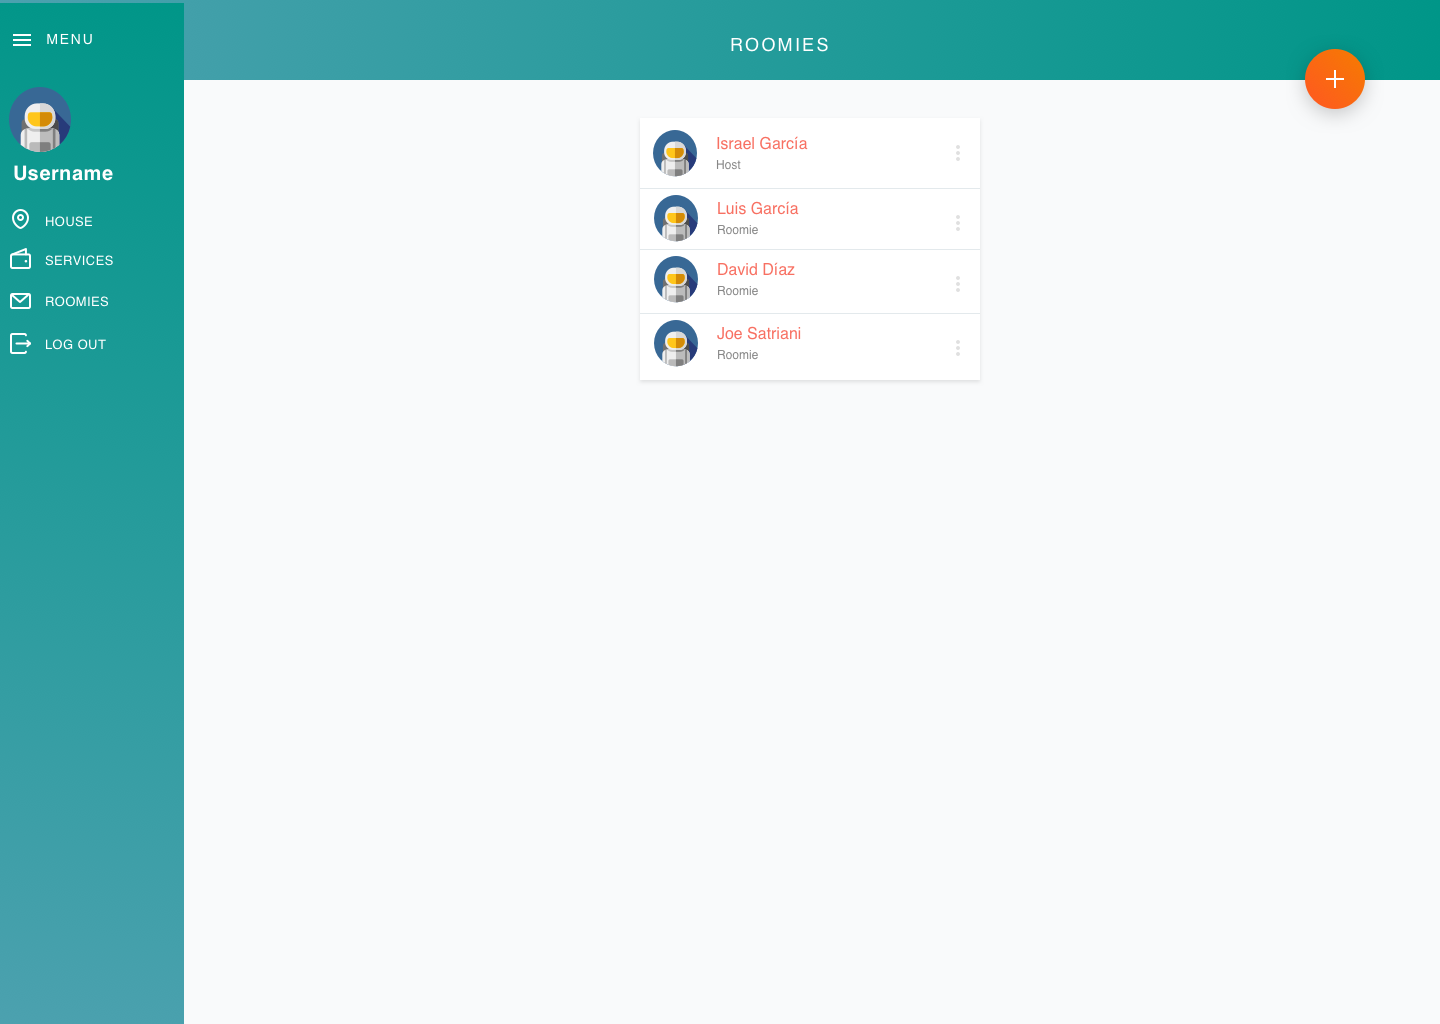 MENU
ROOMIES
Username
HOUSE
SERVICES
ROOMIES
LOG OUT
Israel García
Host
Luis García
Roomie
David Díaz
Roomie
Joe Satriani
Roomie